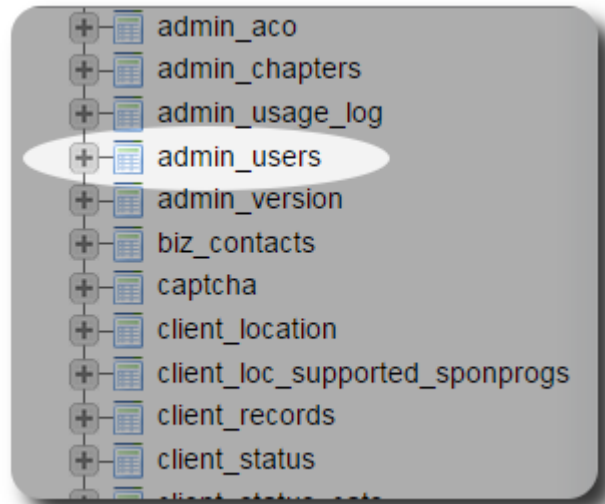 admin_aco
admin_chapters
admin_usage_log
admin_users
admin_version
biz_contacts
captcha
client_location
client_loc_supported_sponprogs
client_records
client_status